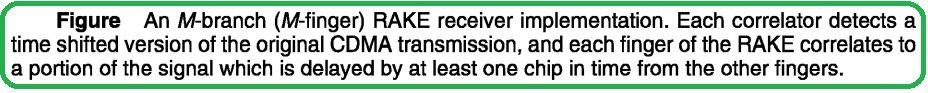 Figure An M-branch (M-finger) RAKE receiver implementation. Each correlator detects a
time shifted version of the original CDMA transmission, and each finger of the RAKE correlates to
a portion of the signal which is delayed by at least one chip in time from the other fingers.